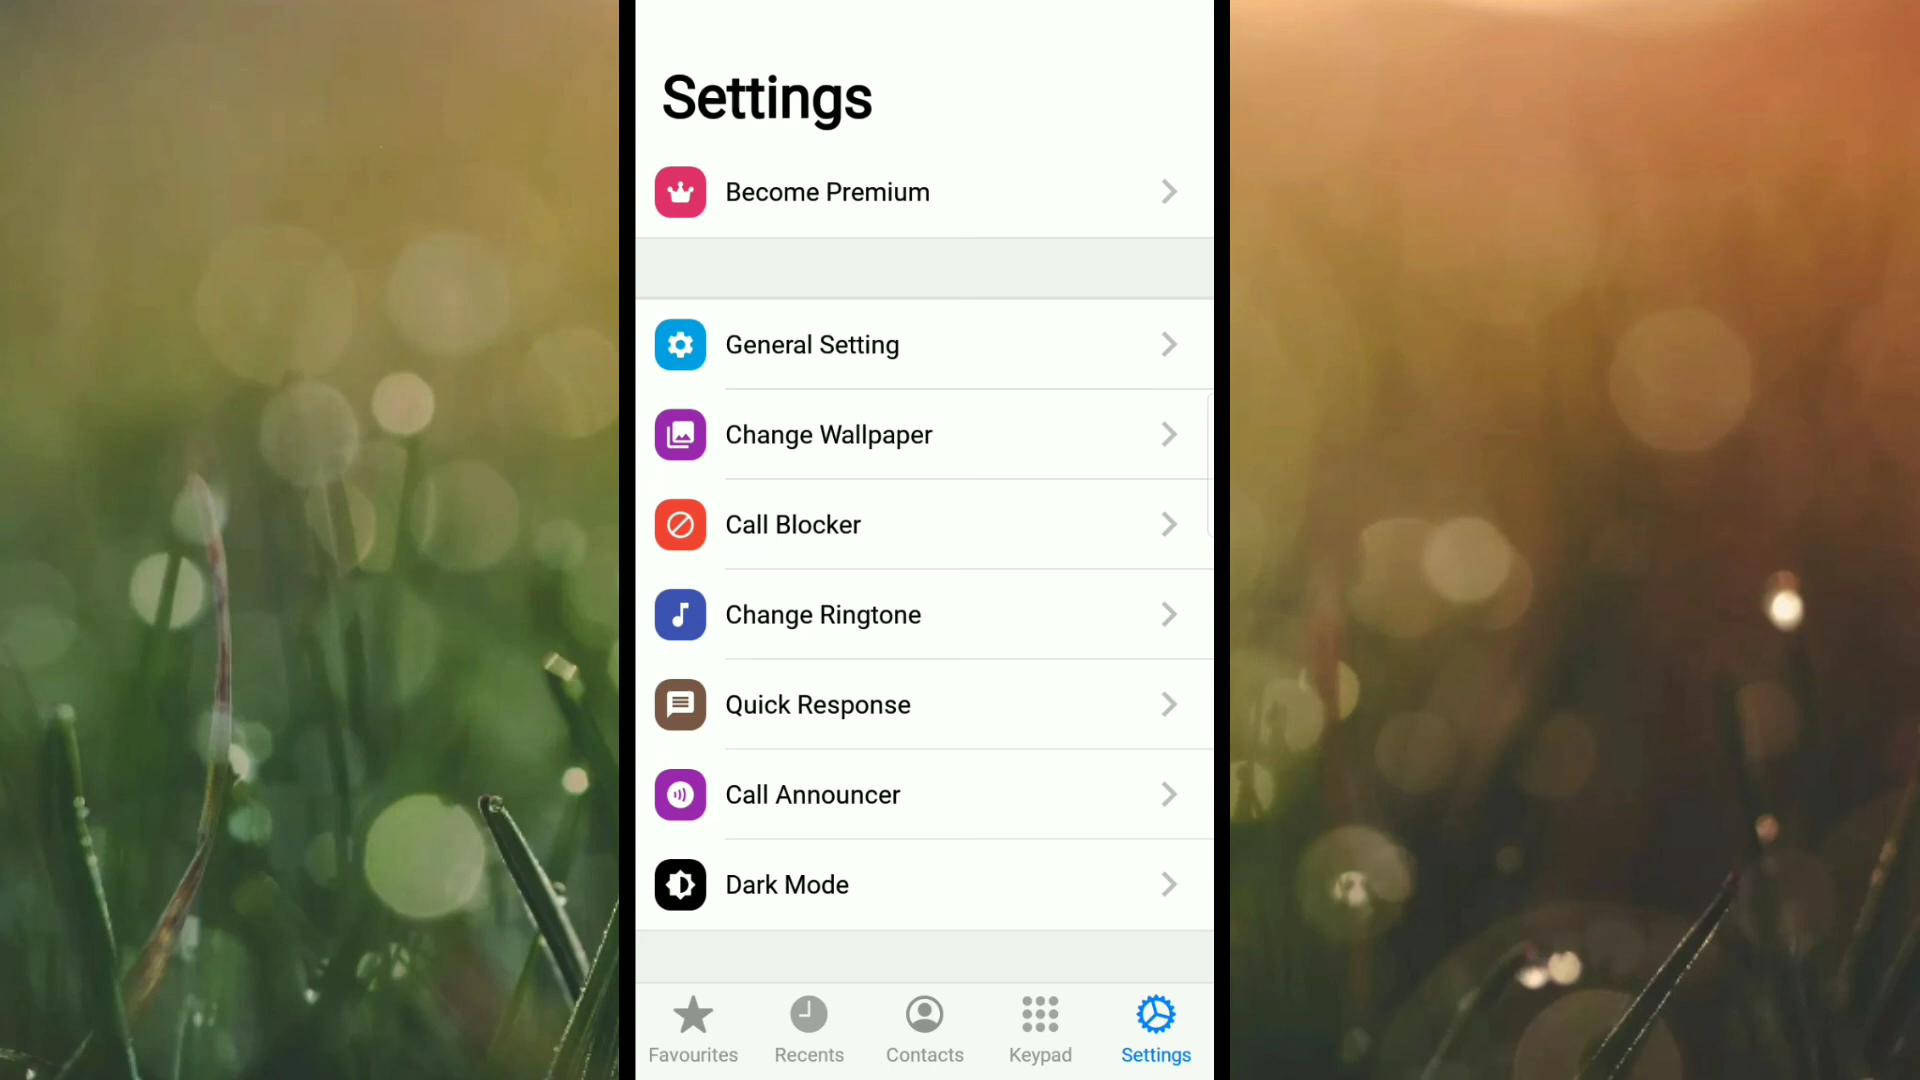 Settings
Become Premium
General Setting
Change Wallpaper
Call Blocker
Change Ringtone
Quick Response
Call Announcer
Dark Mode
Favourites
Recents
Contacts
Keypad
Settings